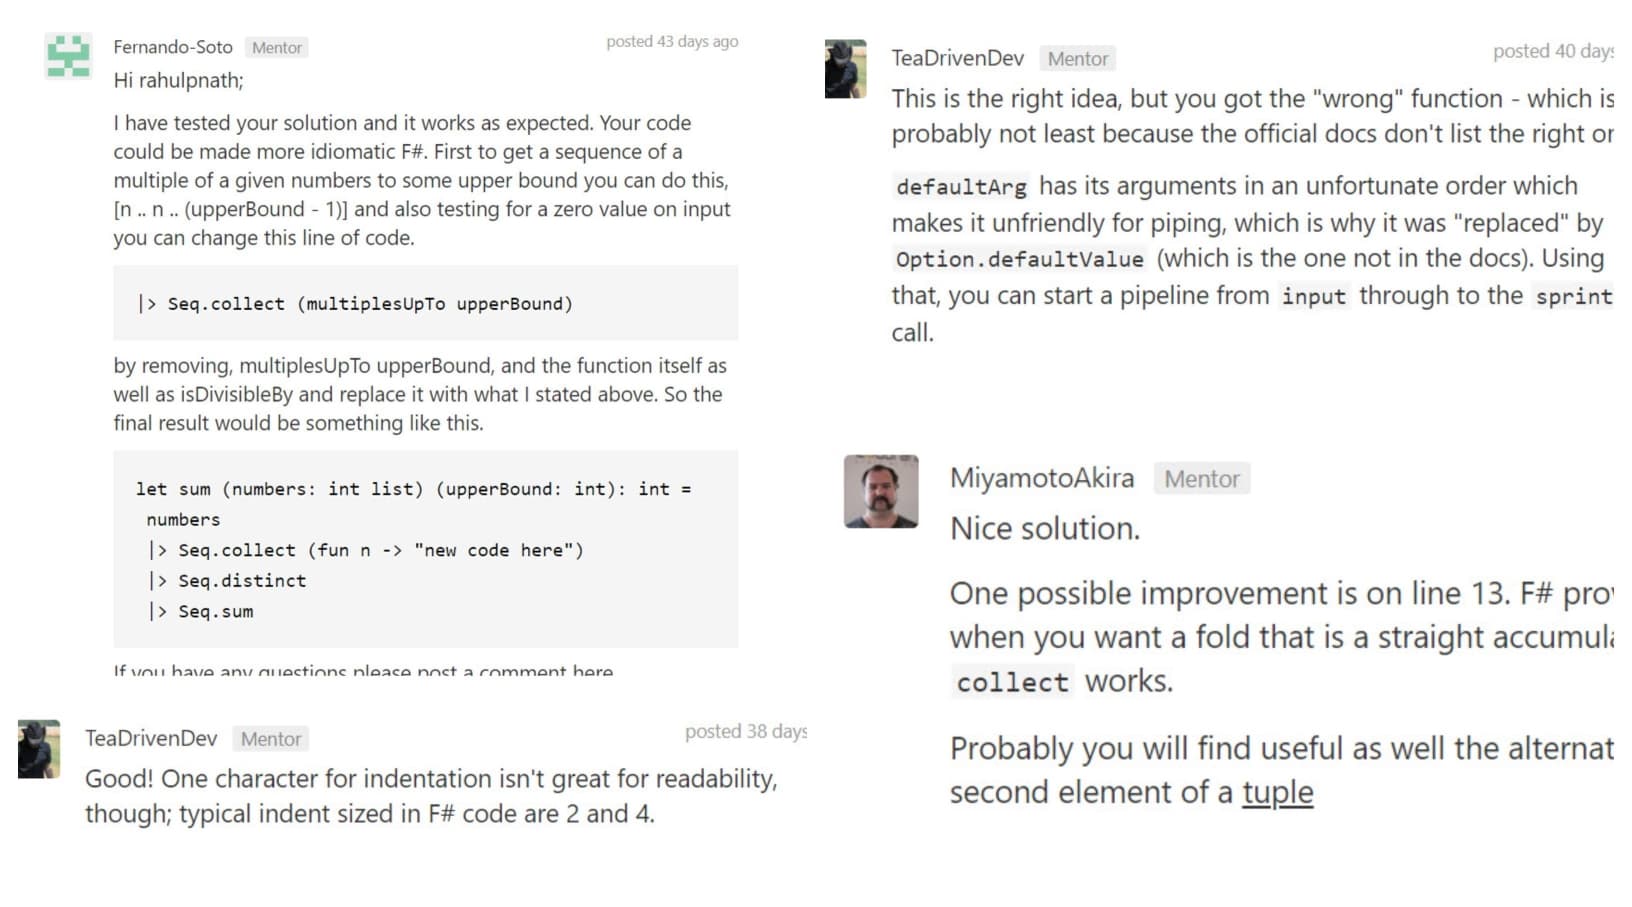 Fernando-Soto Mentor posted 43 days ago
Hi rahulpnath;
I have tested your solution and it works as expected. Your code
could be made more idiomatic F#. First to get a sequence of a
multiple of a given numbers to some upper bound you can do this,
[n .. n .. (upperBound - 1)] and also testing for a zero value on input
you can change this line of code.
|> Seq.collect (multiplesUpTo upperBound)
by removing, multiplesUpTo upperBound, and the function itself as
well as isDivisibleBy and replace it with what I stated above. So the
final result would be something like this.
let sum (numbers: int list) (upperBound: int): int =
numbers
|> Seq.collect (fun n -> "new code here")
|> Seq.distinct
|> Seq.sum
If you have any questions please post a comment here
TeaDrivenDev Mentor posted 38 days
Good! One character for indentation isn't great for readability,
though; typical indent sized in F# code are 2 and 4.
TeaDrivenDev Mentor posted 40 days
This is the right idea, but you got the "wrong" function - which is
probably not least because the official docs don't list the right
defaultArg has its arguments in an unfortunate order which
makes it unfriendly for piping, which is why it was "replaced" by
Option.defaultValue (which is the one not in the docs). Using
that, you can start a pipeline from input through to the sprint
call.
MiyamotoAkira Mentor
Nice solution.
One possible improvement is on line 13. F#
when you want a fold that is a straight
collect works.
Probably you will find useful as well the
second element of a tuple